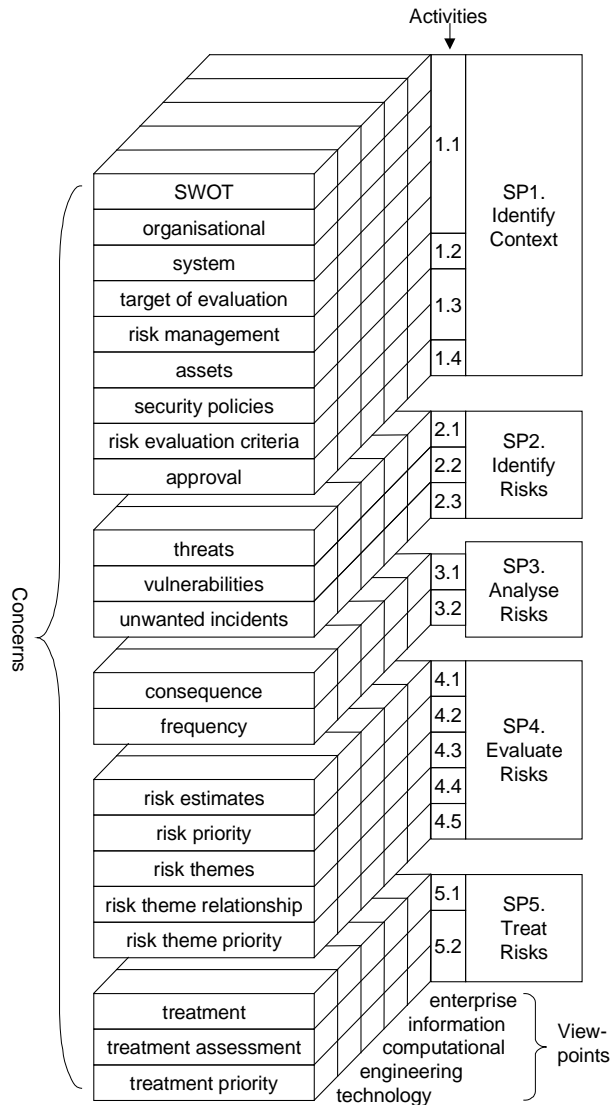 Activities
SWOT
organisational
system
target of evaluation
risk management
assets
security policies
risk evaluation criteria
approval
1.1
1.2
1.3
1.4
SP1.
Identify
Context
threats
vulnerabilities
unwanted incidents
2.1
2.2
2.3
SP2.
Identify
Risks
consequence
frequency
3.1
3.2
SP3.
Analyse
Risks
risk estimates
risk priority
risk themes
risk theme relationship
risk theme priority
4.1
4.2
4.3
4.4
4.5
SP4.
Evaluate
Risks
treatment
treatment assessment
treatment priority
5.1
5.2
SP5.
Treat
Risks
Concerns
enterprise
information
computational
engineering
technology
View-
points